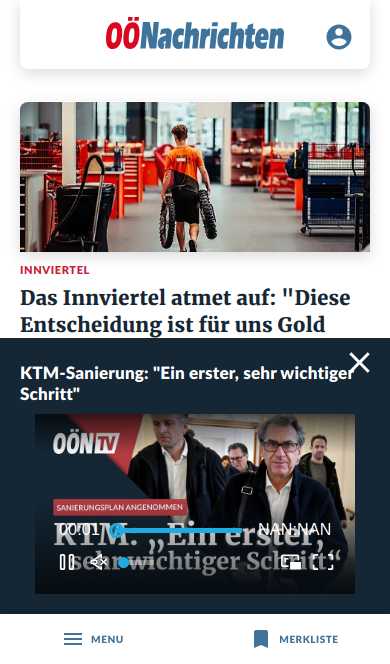 OÖNachrichten
INNVIERTEL
Das Innviertel atmet auf: "Diese
Entscheidung ist für uns Gold
KTM-Sanierung: "Ein erster, sehr wichtiger
Schritt"
OÖN TV
SANIERUNGSPLAN ANGENOMMEN
KTM: „Ein erster,
sehr wichtiger Schritt“
00:01
NAN:NAN
MENU
MERKLISTE